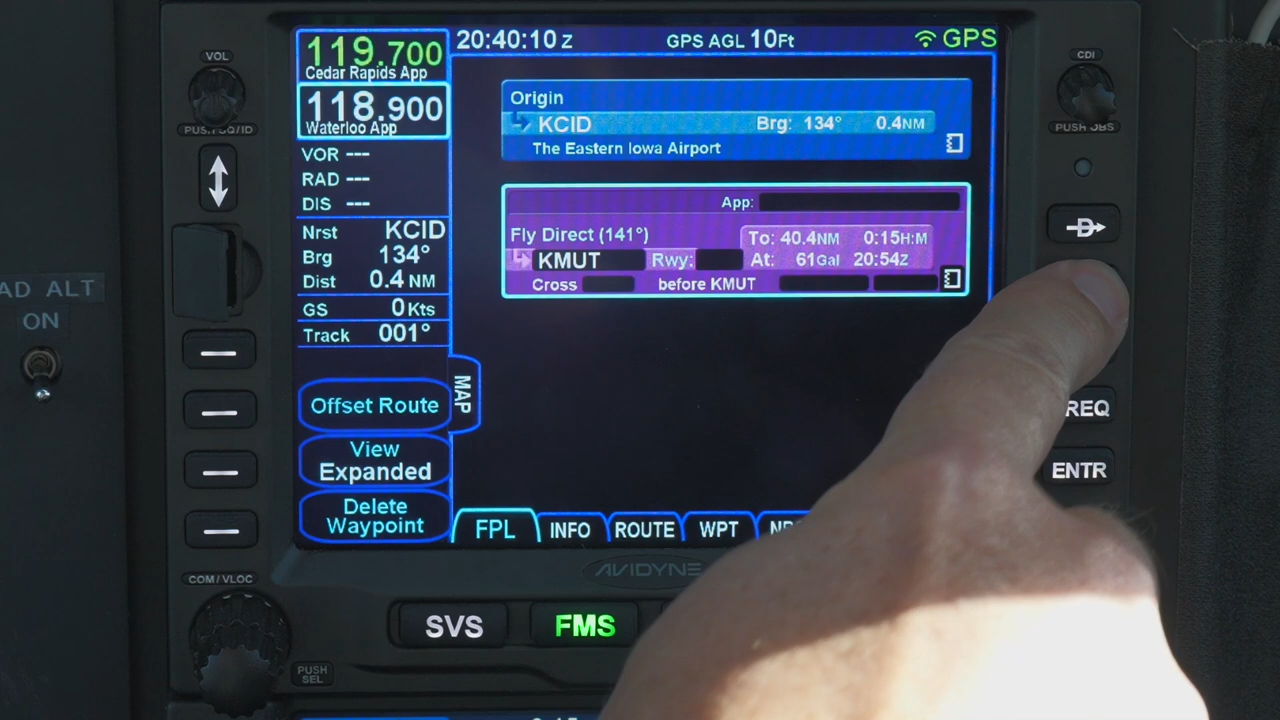 VOL
PUSH SQ/ID
AD ALT
ON
119.700
Cedar Rapids App
118.900
Waterloo App
VOR ---
RAD ---
DIS ---
Nrst KCID
Brg 134°
Dist 0.4 NM
GS 0Kts
Track 001°
Offset Route
View
Expanded
Delete
Waypoint
MAP
20:40:10 Z GPS AGL 10Ft GPS
Origin
KCID Brg: 134° 0.4NM
The Eastern Iowa Airport
App:
Fly Direct (141°) To: 40.4NM 0:15H:M
KMUT Rwy: At: 61Gal 20:54Z
Cross before KMUT
FPL INFO ROUTE WPT
CDI
PUSH OBS
D
REQ
ENTR
AVIDYNE
COM / VLOC
SVS FMS
PUSH
SEL